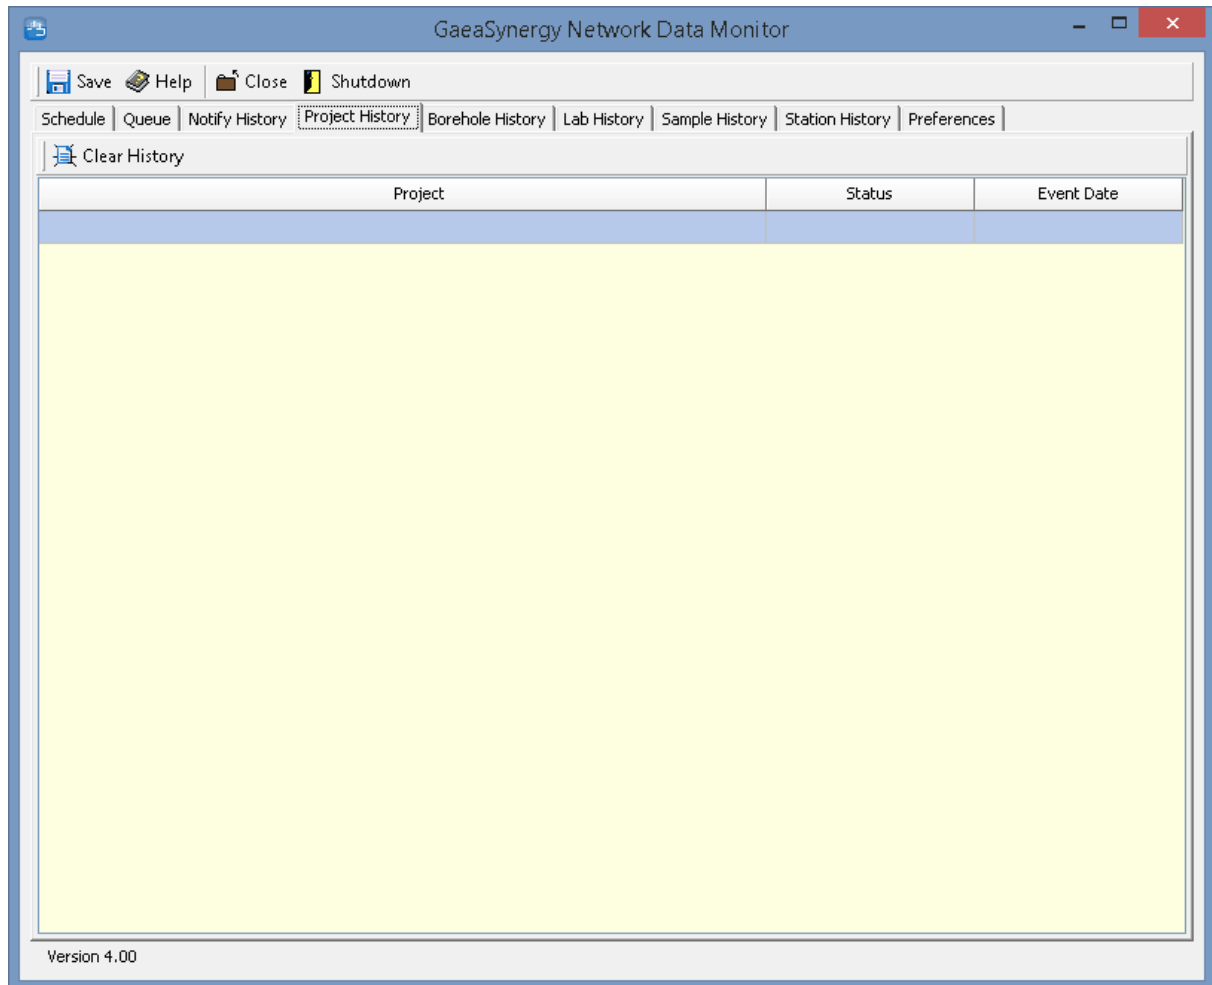 GaeaSynergy Network Data Monitor
Save Help Close Shutdown
Schedule Queue Notify History Project History Borehole History Lab History Sample History Station History Preferences
Clear History
Project Status Event Date
Version 4.00